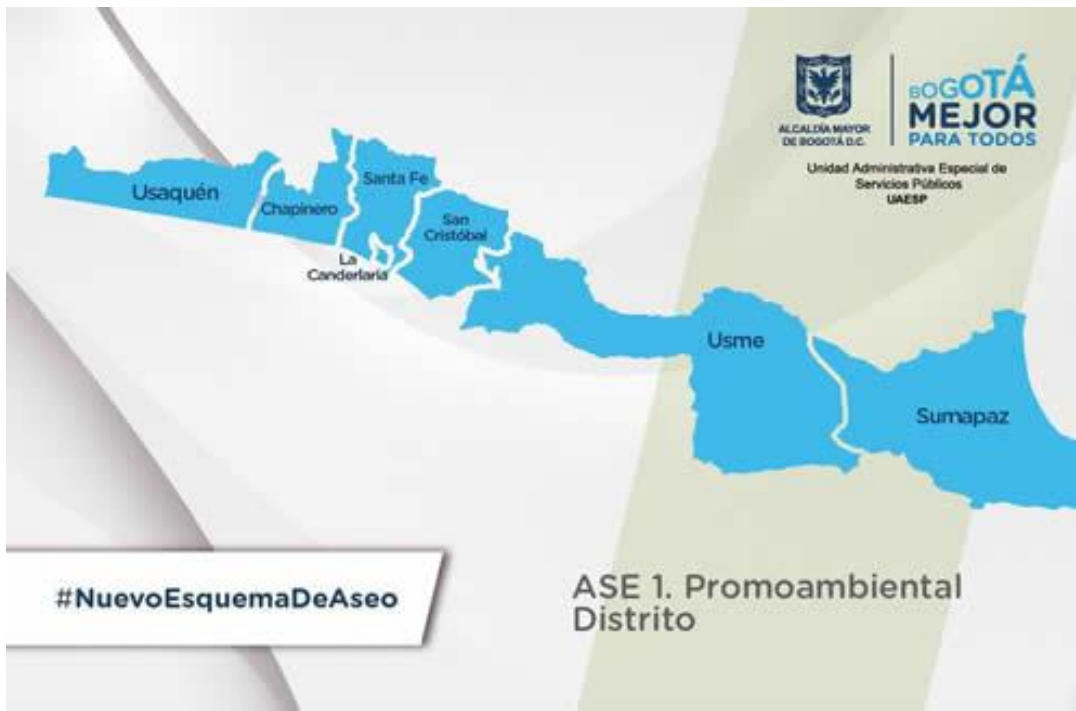 ALCALDÍA MAYOR
DE BOGOTÁ D.C.
BOGOTÁ
MEJOR
PARA TODOS
Unidad Administrativa Especial de
Servicios Públicos
UAESP
Usaquén
Chapinero
Santa Fe
San
Cristóbal
La
Canderlaria
Usme
Sumapaz
#NuevoEsquemaDeAseo
ASE 1. Promoambiental
Distrito